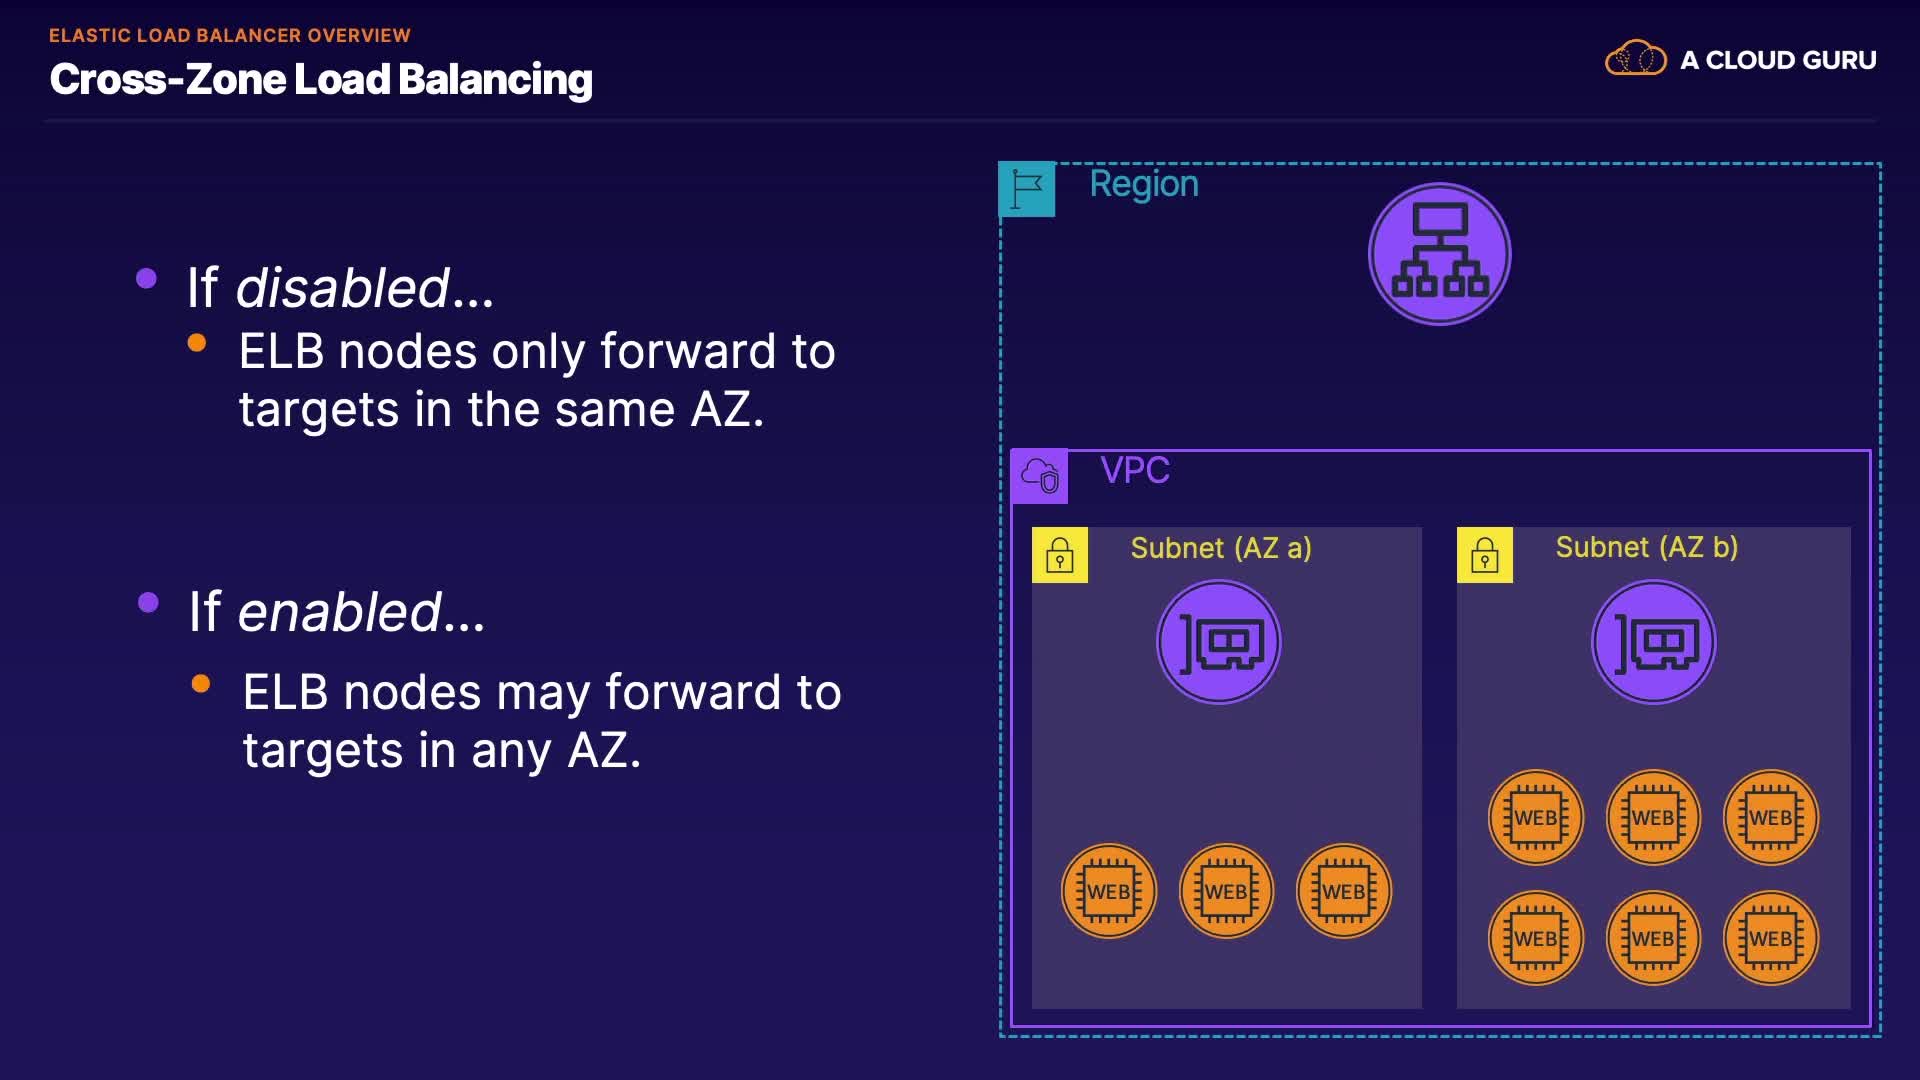 ELASTIC LOAD BALANCER OVERVIEW
Cross-Zone Load Balancing
A CLOUD GURU
If disabled...
ELB nodes only forward to
targets in the same AZ.
If enabled...
ELB nodes may forward to
targets in any AZ.
Region
VPC
Subnet (AZ a)
Subnet (AZ b)
WEB WEB WEB
WEB WEB WEB
WEB WEB WEB